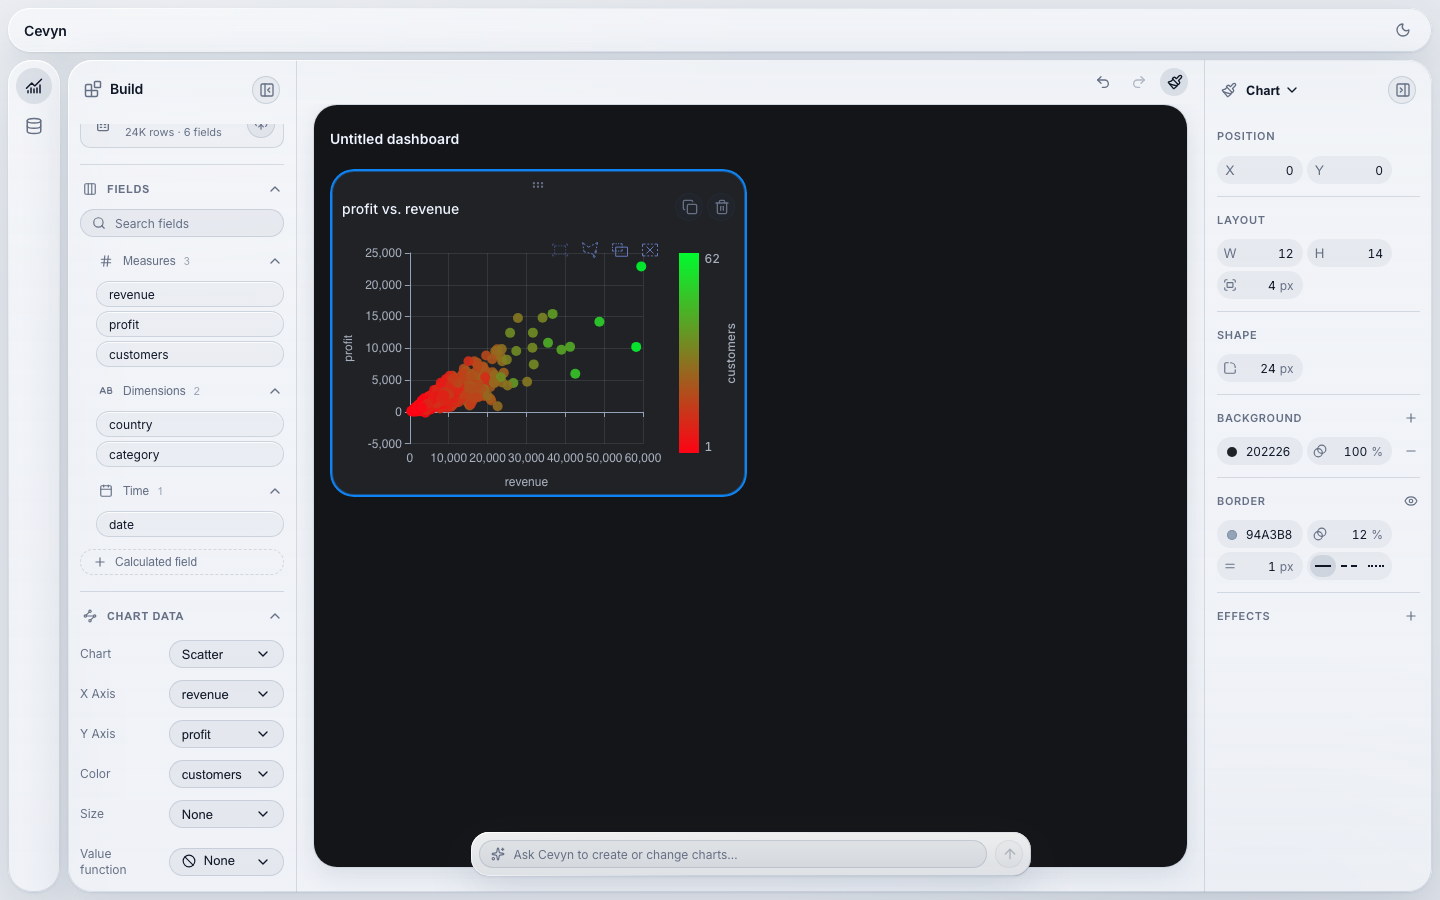 Cevyn
Build
24K rows · 6 fields
FIELDS
Search fields
Measures 3
revenue
profit
customers
AB Dimensions 2
country
category
Time 1
date
Calculated field
CHART DATA
Chart Scatter
X Axis revenue
Y Axis profit
Color customers
Size None
Value function None
Untitled dashboard
profit vs. revenue
25,000
20,000
15,000
10,000
5,000
0
-5,000
profit
0 10,000 20,000 30,000 40,000 50,000 60,000
revenue
62
1
customers
Ask Cevyn to create or change charts...
Chart
POSITION
X 0 Y 0
LAYOUT
W 12 H 14
4 px
SHAPE
24 px
BACKGROUND
202226 100 %
BORDER
94A3B8 12 %
1 px
EFFECTS